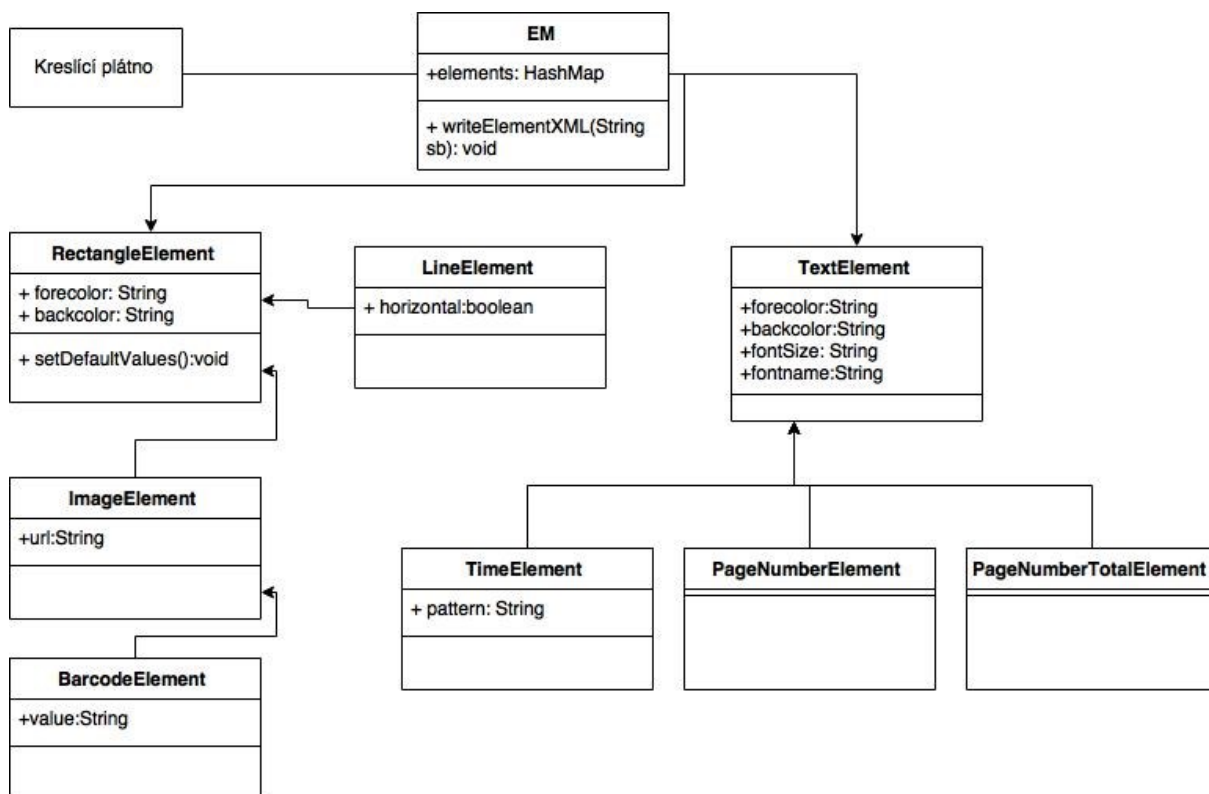 Kreslící plátno
EM
+elements: HashMap
+ writeElementXML(String
sb): void
RectangleElement
+ forecolor: String
+ backcolor: String
+ setDefaultValues():void
LineElement
+ horizontal:boolean
TextElement
+forecolor:String
+backcolor:String
+fontSize: String
+fontname:String
ImageElement
+url:String
TimeElement
+ pattern: String
PageNumberElement
PageNumberTotalElement
BarcodeElement
+value:String